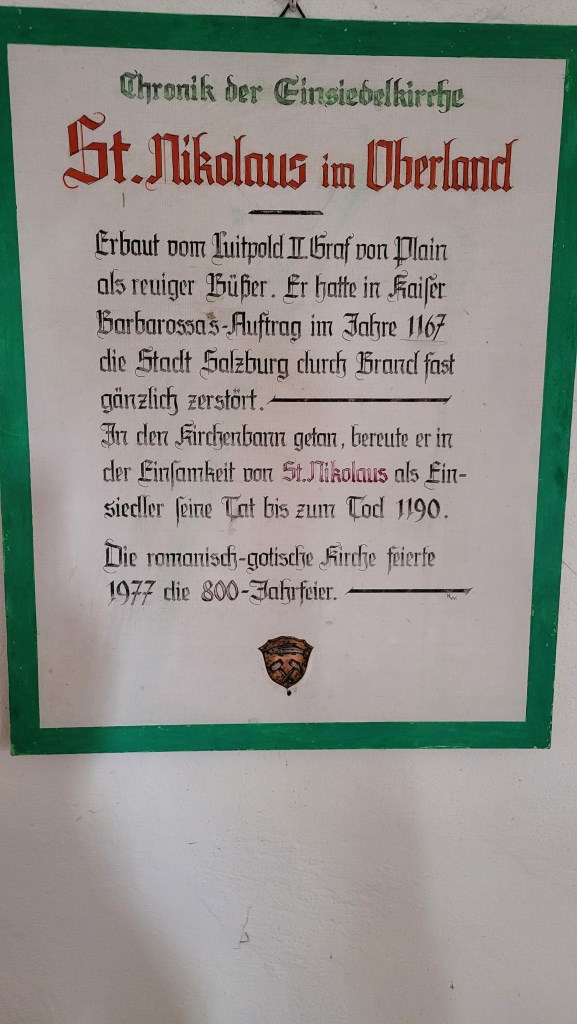 Chronik der Einsiedelkirche
St. Nikolaus im Oberland
Erbaut vom Luitpold II. Graf von Plain
als reuiger Büßer. Er hatte in Kaiser
Barbarossa's-Auftrag im Jahre 1167
die Stadt Salzburg durch Brand fast
gänzlich zerstört.
In den Kirchenbann getan, bereute er in
der Einsamkeit von St. Nikolaus als Ein-
siedler seine Tat bis zum Tod 1190.
Die romanisch-gotische Kirche feierte
1977 die 800-Jahrfeier.